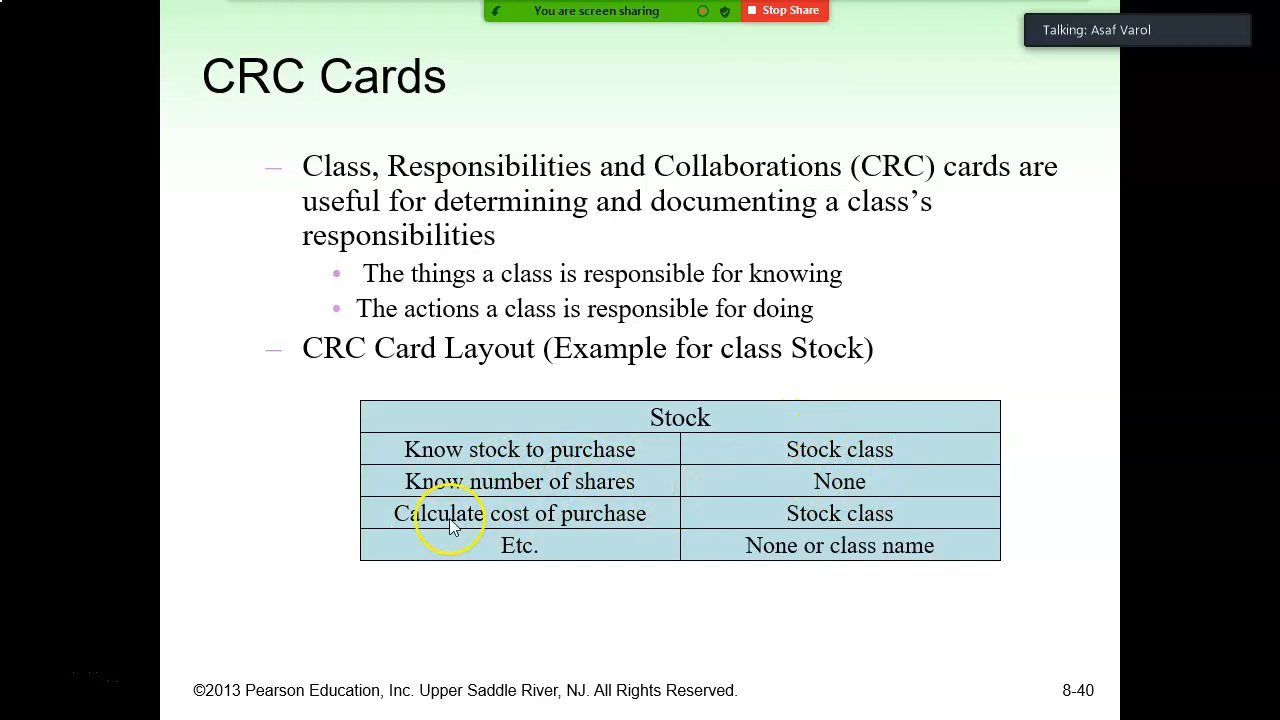 You are screen sharing Stop Share
Talking: Asaf Varol
CRC Cards
– Class, Responsibilities and Collaborations (CRC) cards are
useful for determining and documenting a class’s
responsibilities
• The things a class is responsible for knowing
• The actions a class is responsible for doing
– CRC Card Layout (Example for class Stock)
Stock
Know stock to purchase Stock class
Know number of shares None
Calculate cost of purchase Stock class
Etc. None or class name
©2013 Pearson Education, Inc. Upper Saddle River, NJ. All Rights Reserved. 8-40